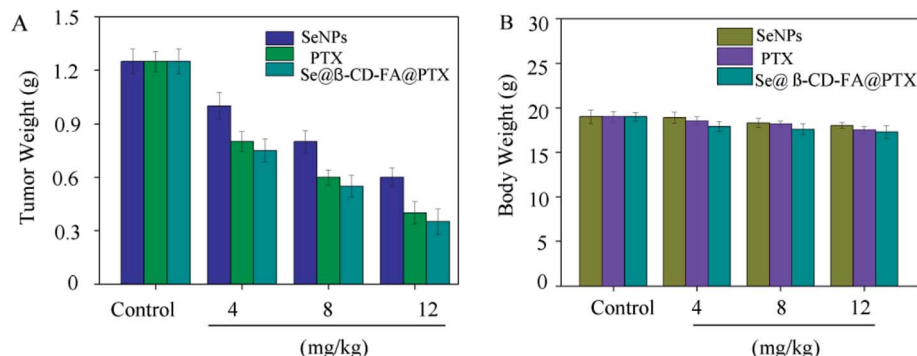 A
Tumor Weight (g)
1.5
1.2
0.9
0.6
0.3
0
SeNPs
PTX
Se@ß-CD-FA@PTX
Control
4
8
12
(mg/kg)
B
Body Weight (g)
30
25
20
15
10
5
0
SeNPs
PTX
Se@ ß-CD-FA@PTX
Control
4
8
12
(mg/kg)